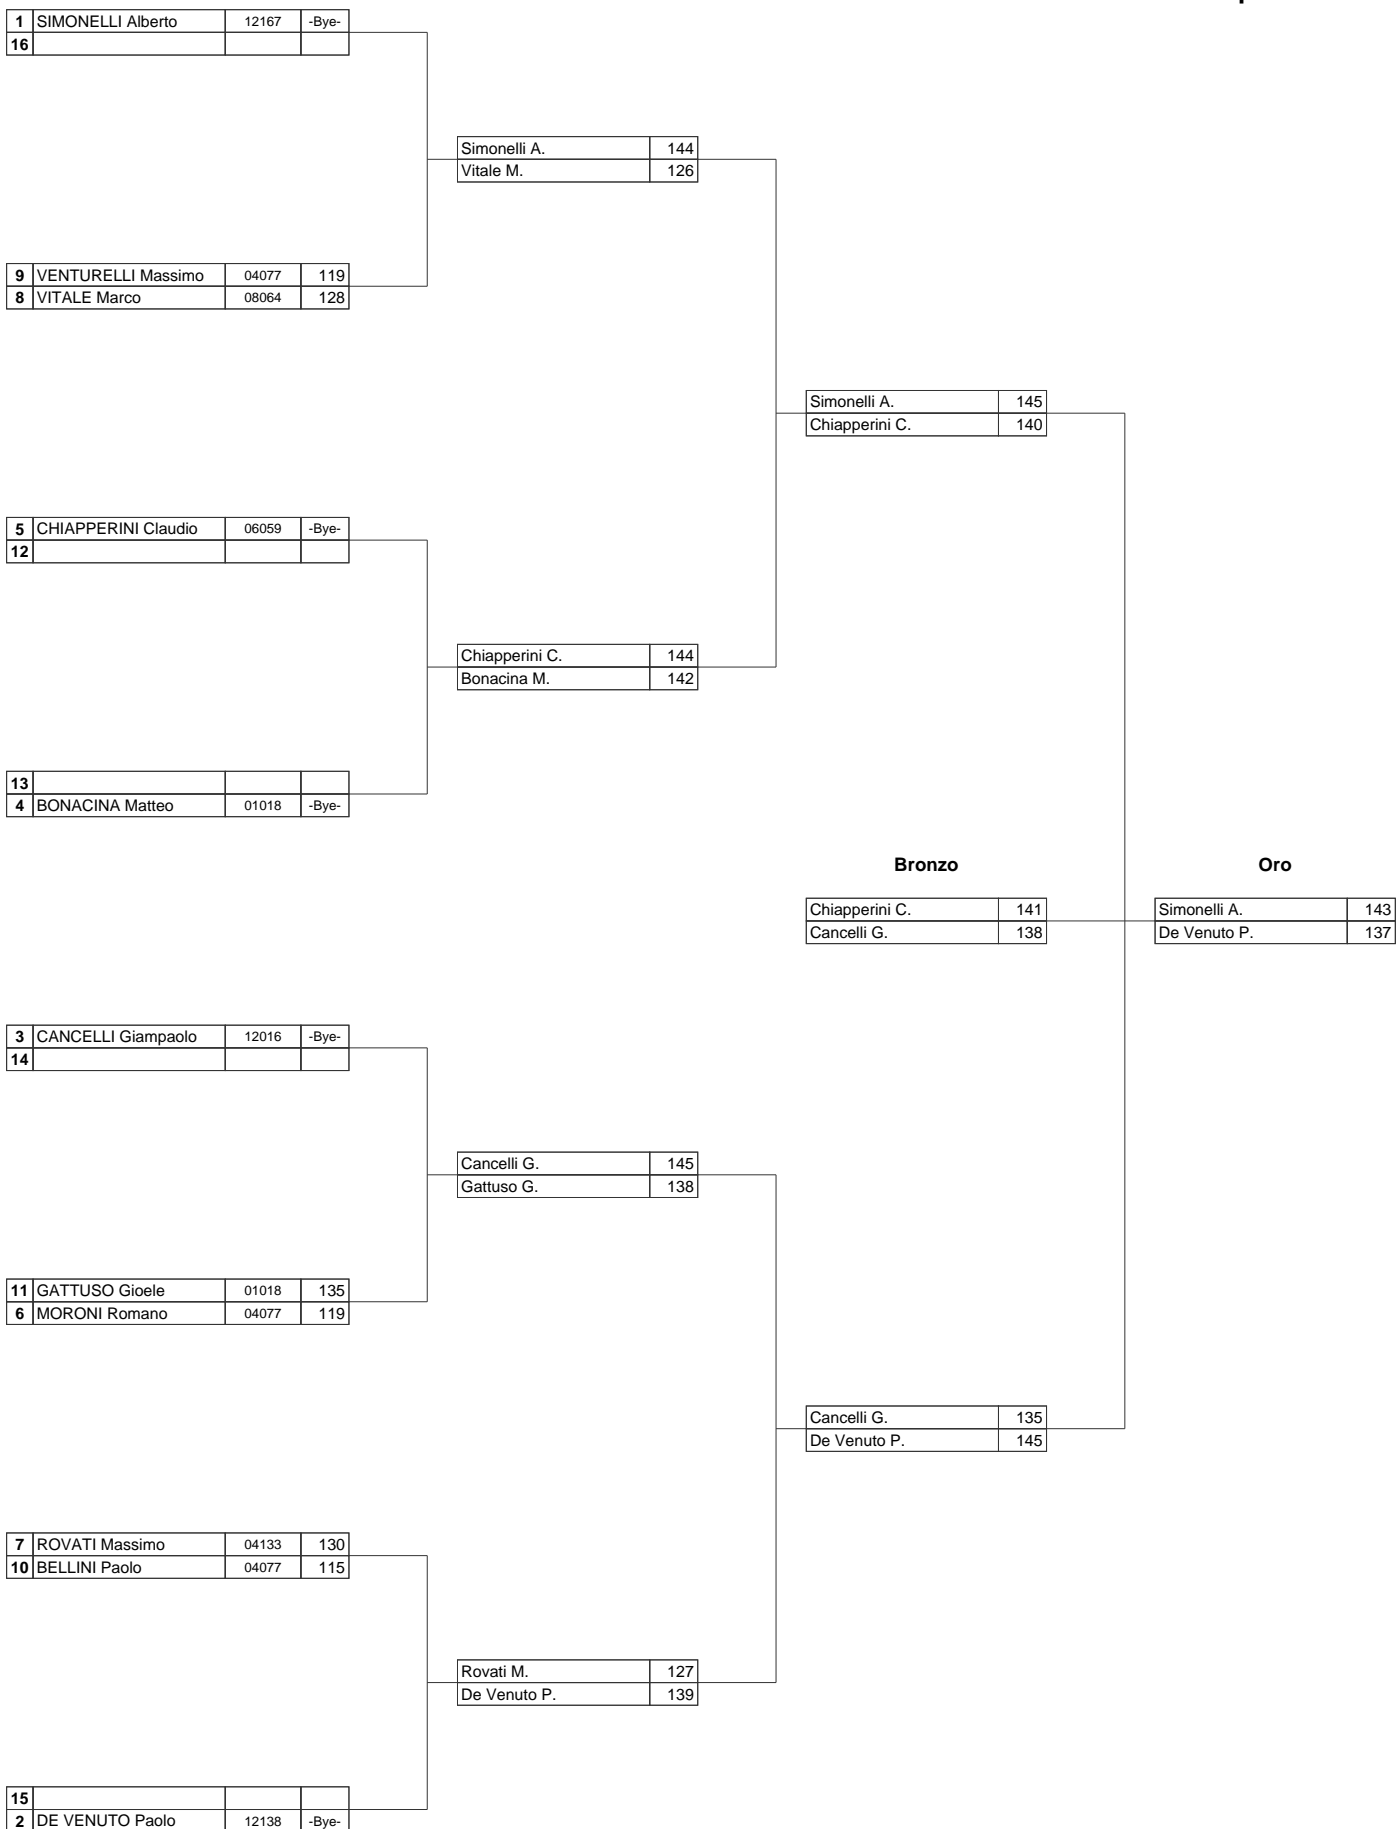 1 SIMONELLI Alberto 12167 -Bye-
16
Simonelli A. 144
Vitale M. 126
9 VENTURELLI Massimo 04077 119
8 VITALE Marco 08064 128
Simonelli A. 145
Chiapperini C. 140
5 CHIAPPERINI Claudio 06059 -Bye-
12
Chiapperini C. 144
Bonacina M. 142
13
4 BONACINA Matteo 01018 -Bye-
Bronzo Oro
Chiapperini C. 141 Simonelli A. 143
Cancelli G. 138 De Venuto P. 137
3 CANCELLI Giampaolo 12016 -Bye-
14
Cancelli G. 145
Gattuso G. 138
11 GATTUSO Gioele 01018 135
6 MORONI Romano 04077 119
Cancelli G. 135
De Venuto P. 145
7 ROVATI Massimo 04133 130
10 BELLINI Paolo 04077 115
Rovati M. 127
De Venuto P. 139
15
2 DE VENUTO Paolo 12138 -Bye-